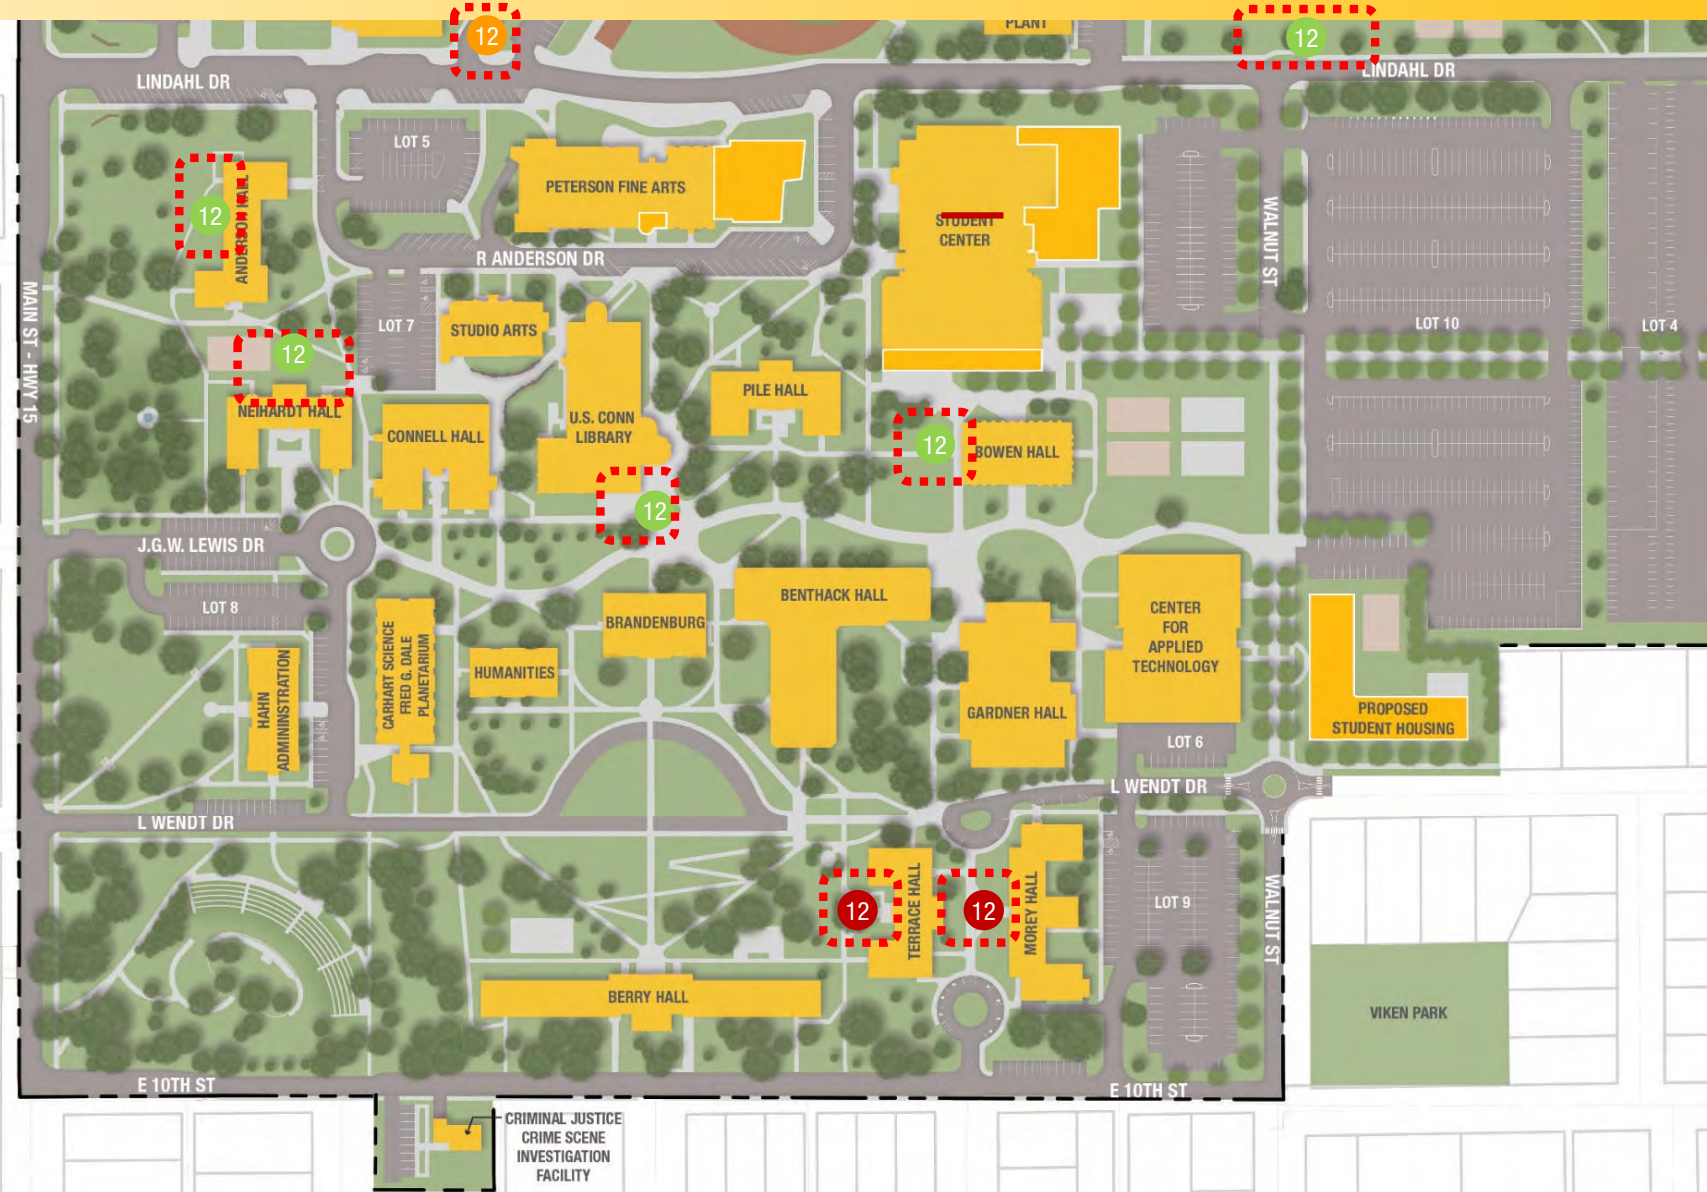 PLANT
12
12
LINDAHL DR
LINDAHL DR
LOT 5
PETERSON FINE ARTS
12
ANDERSON HALL
STUDENT
CENTER
WALNUT ST
R ANDERSON DR
MAIN ST - HWY 15
LOT 7
STUDIO ARTS
LOT 10
LOT 4
12
NEIHARDT HALL
CONNELL HALL
U.S. CONN
LIBRARY
PILE HALL
12
BOWEN HALL
12
J.G.W. LEWIS DR
LOT 8
CARHART SCIENCE
FRED G. DALE
PLANETARIUM
HUMANITIES
BRANDENBURG
BENTHACK HALL
CENTER
FOR
APPLIED
TECHNOLOGY
HAHN
ADMININSTRATION
GARDNER HALL
PROPOSED
STUDENT HOUSING
LOT 6
L WENDT DR
L WENDT DR
12
TERRACE HALL
12
MOREY HALL
LOT 9
WALNUT ST
BERRY HALL
VIKEN PARK
E 10TH ST
E 10TH ST
CRIMINAL JUSTICE
CRIME SCENE
INVESTIGATION
FACILITY